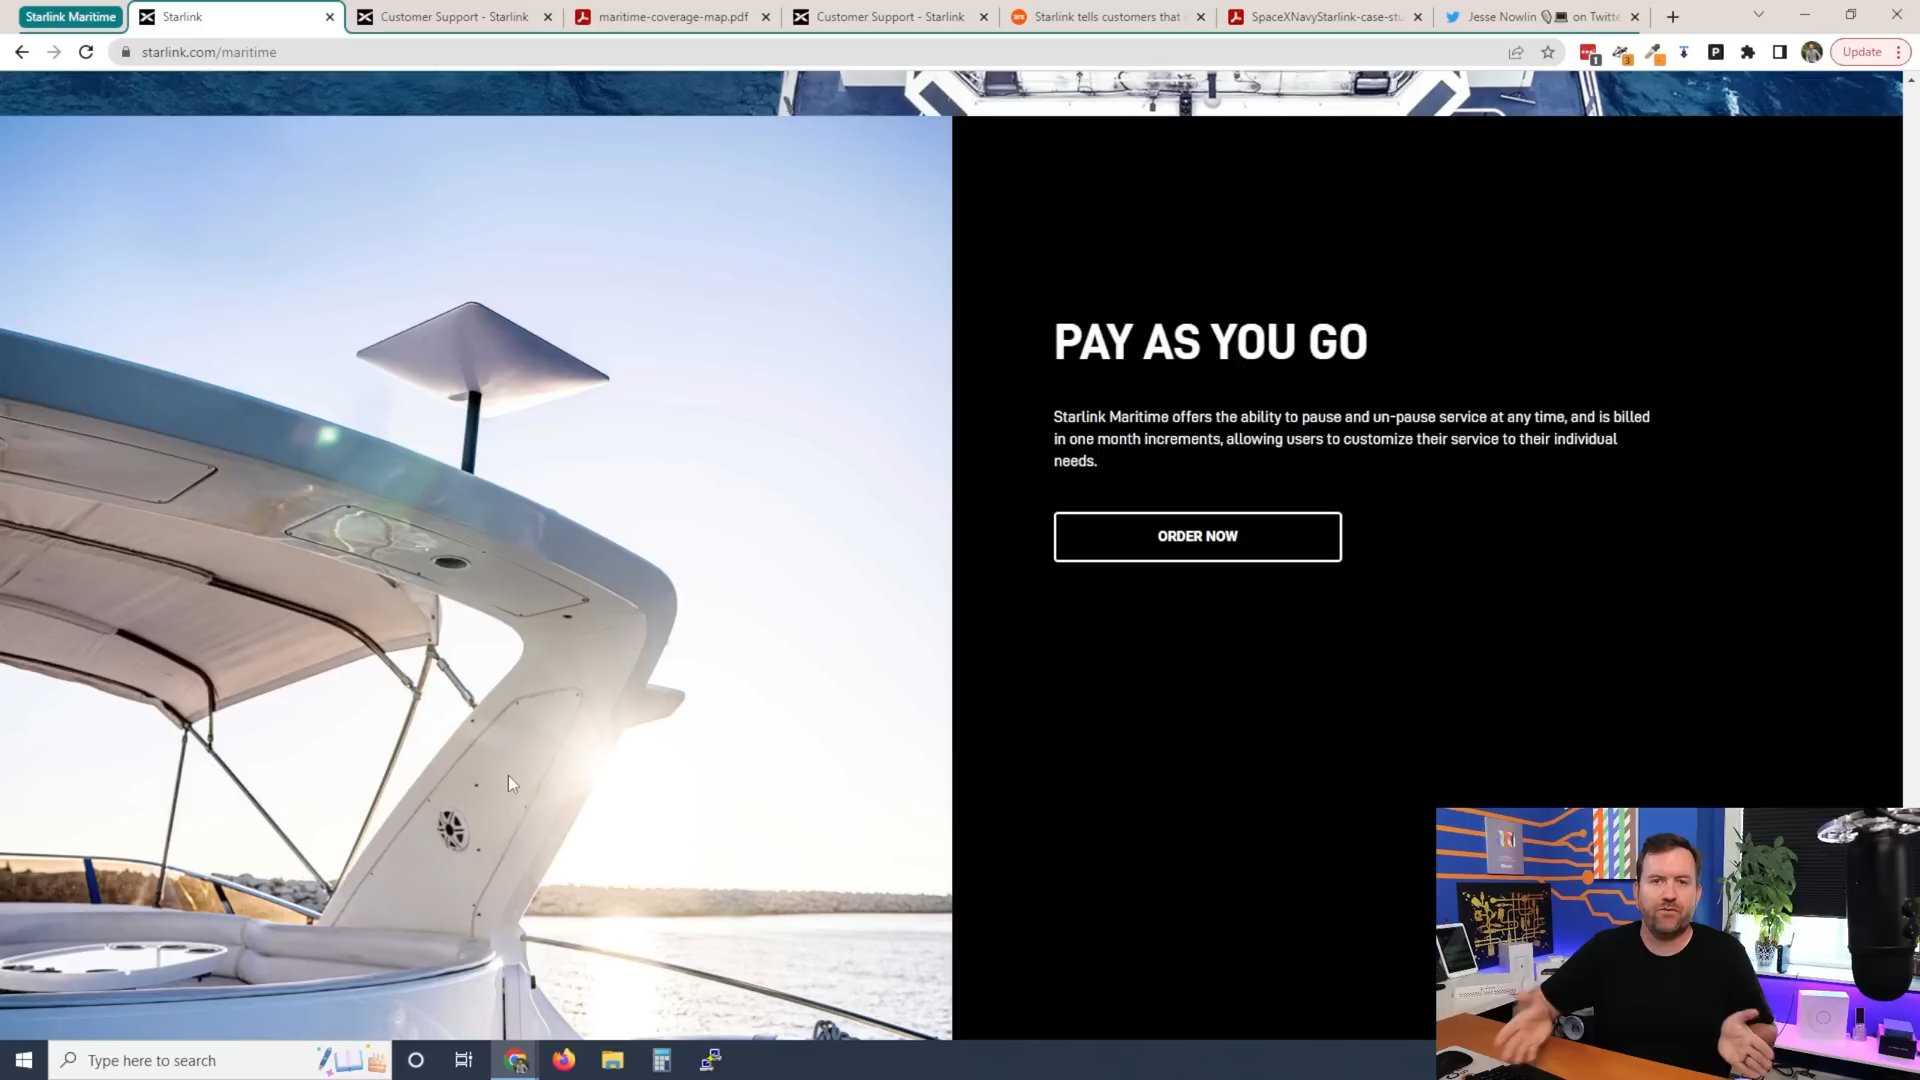 Starlink Maritime
Starlink
Customer Support - Starlink
maritime-coverage-map.pdf
Customer Support - Starlink
Starlink tells customers that
SpaceXNavyStarlink-case-stu
Jesse Nowlin on Twitte
starlink.com/maritime
1
3
P
Update
PAY AS YOU GO
Starlink Maritime offers the ability to pause and un-pause service at any time, and is billed
in one month increments, allowing users to customize their service to their individual
needs.
ORDER NOW
Type here to search